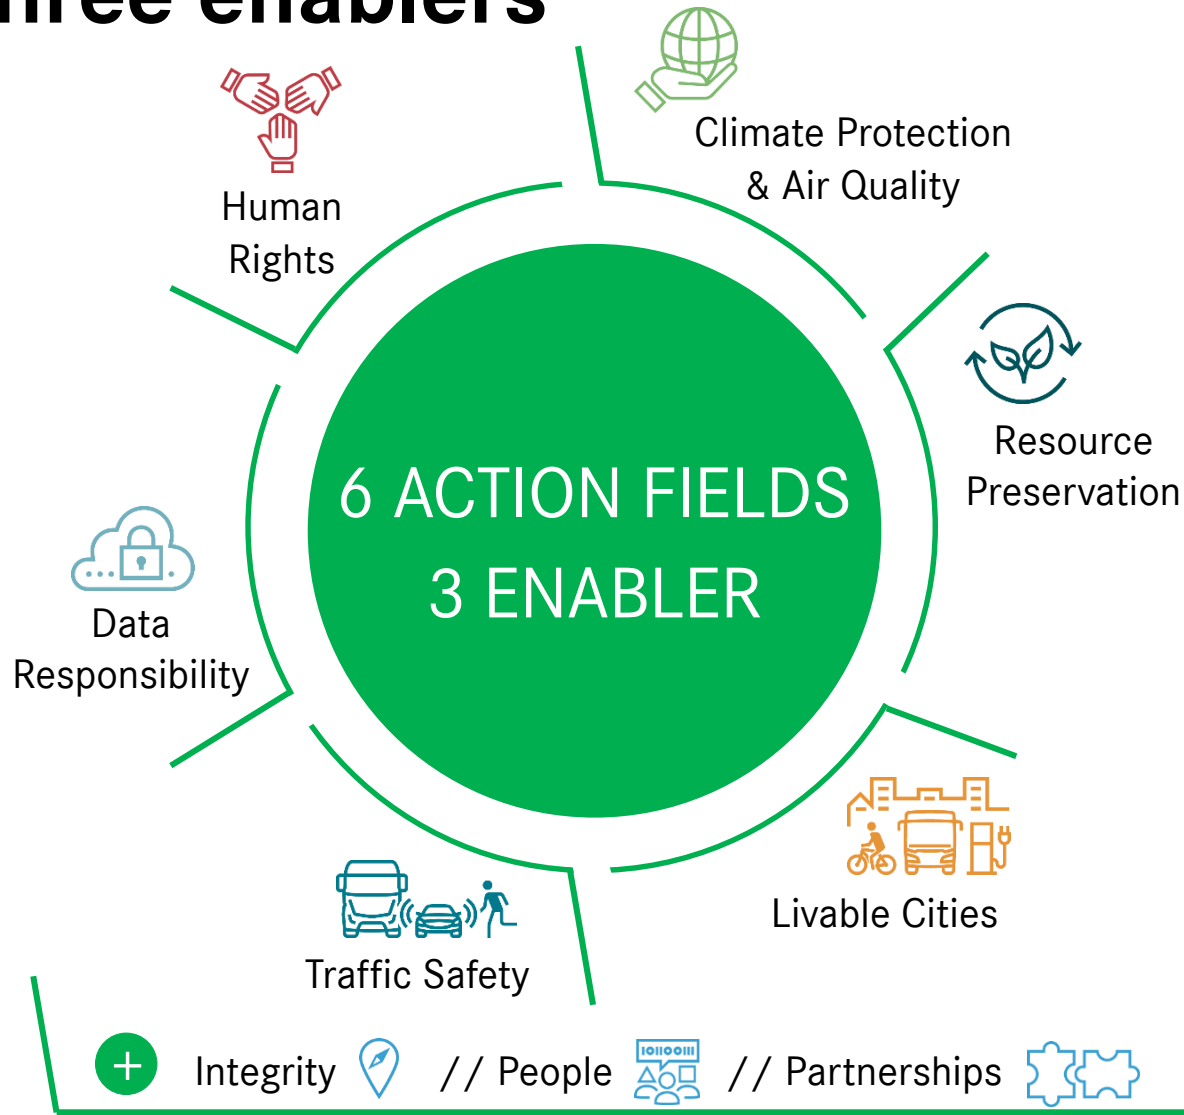 hree enablers
Climate Protection
& Air Quality
Human
Rights
Resource
Preservation
6 ACTION FIELDS
3 ENABLER
Data
Responsibility
Livable Cities
Traffic Safety
+ Integrity // People // Partnerships